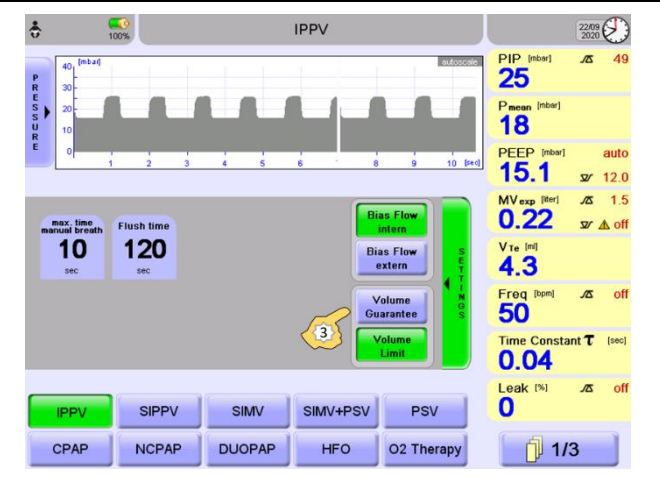 IPPV
100%
22/09
2020
PRESSURE
[mbar]
autoscale
40
30
20
10
0
1 2 3 4 5 6 8 9 10 [sec]
PIP [mbar] 49
25
Pmean [mbar]
18
PEEP [mbar] auto
15.1 12.0
MVexp [liter] 1.5
0.22 off
VTe [ml]
4.3
Freq [bpm] off
50
Time Constant τ [sec]
0.04
Leak [%] off
0
max. time
manual breath
10
sec
Flush time
120
sec
Bias Flow
intern
Bias Flow
extern
Volume
Guarantee
Volume
Limit
SETTINGS
3
IPPV SIPPV SIMV SIMV+PSV PSV
CPAP NCPAP DUOPAP HFO O2 Therapy
1/3